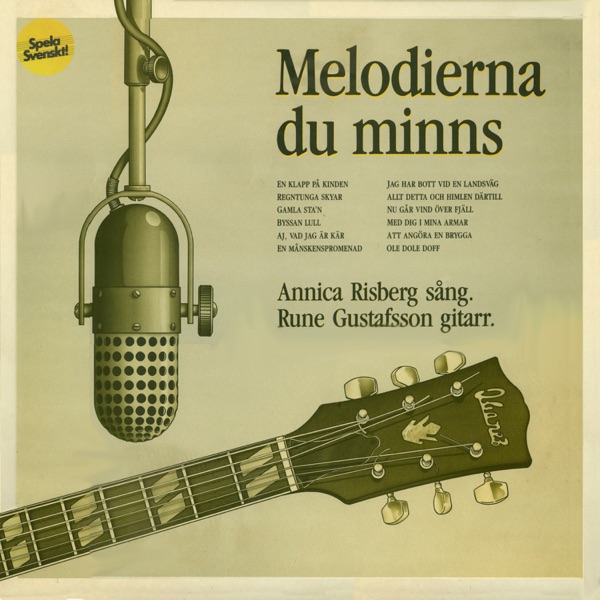 Spela
Svenskt!
Melodierna
du minns
EN KLAPP PÅ KINDEN
REGNTUNGA SKYAR
GAMLA STA'N
BYSSAN LULL
AJ, VAD JAG ÄR KÄR
EN MÅNSKENSPROMENAD
JAG HAR BOTT VID EN LANDSVÄG
ALLT DETTA OCH HIMLEN DÄRTILL
NU GÅR VIND ÖVER FJÄLL
MED DIG I MINA ARMAR
ATT ANGÖRA EN BRYGGA
OLE DOLE DOFF
Annica Risberg sång.
Rune Gustafsson gitarr.
Ibanez